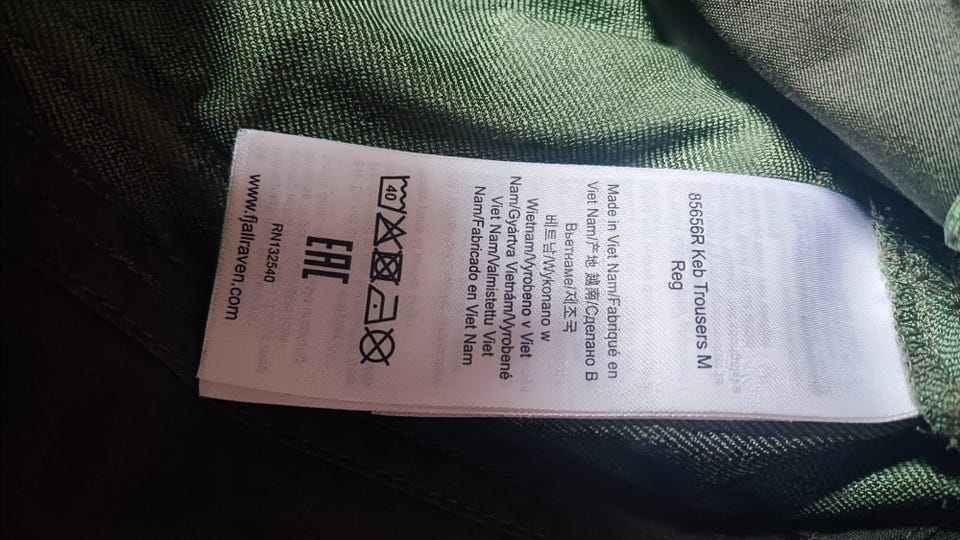 85656R Keb Trousers M
Reg
Made in Viet Nam/Fabriqué en
Viet Nam/产地 越南/Сделано В
Вьетнаме/제조국
베트남/Wykonano w
Wietnam/Vyrobeno v Viet
Nam/Gyártva Vietnám/Vyrobené
Viet Nam/Valmistettu Viet
Nam/Fabricado en Viet Nam
40
EAC
RN132540
www.fjallraven.com